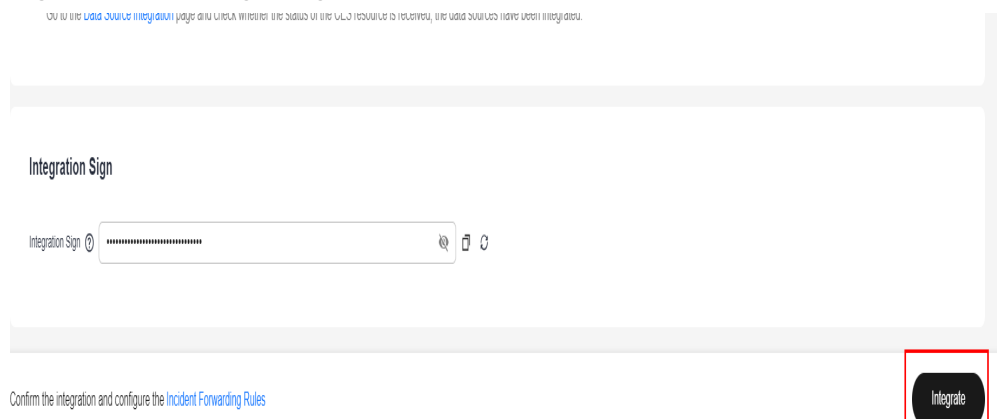 Go to the Data Source Integration page and check whether the status of the CES resource is received, the data sources have been integrated.
Integration Sign
Integration Sign ? ••••••••••••••••••••••••••••••
Confirm the integration and configure the Incident Forwarding Rules
Integrate